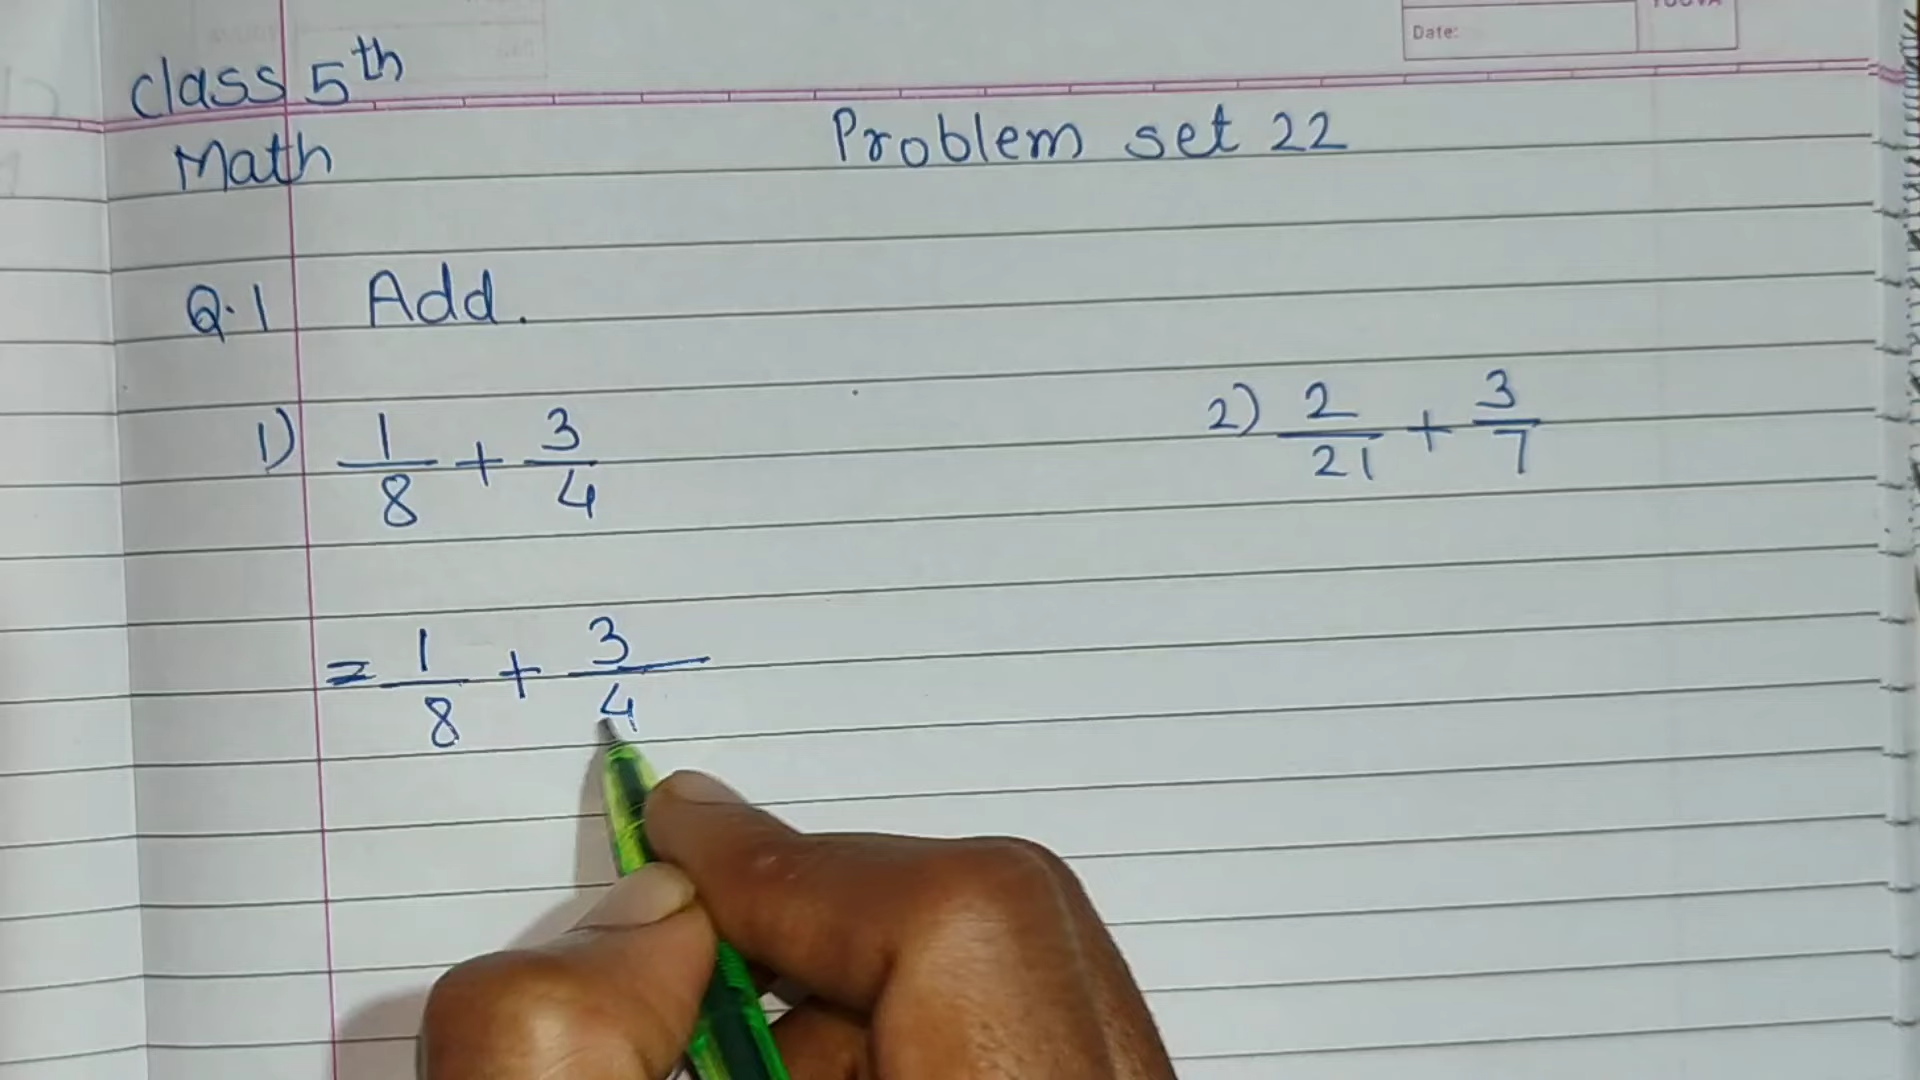 Date:
class 5th
Math
Problem set 22
Q.1 Add.
1) 1/8 + 3/4
2) 2/21 + 3/7
= 1/8 + 3/4